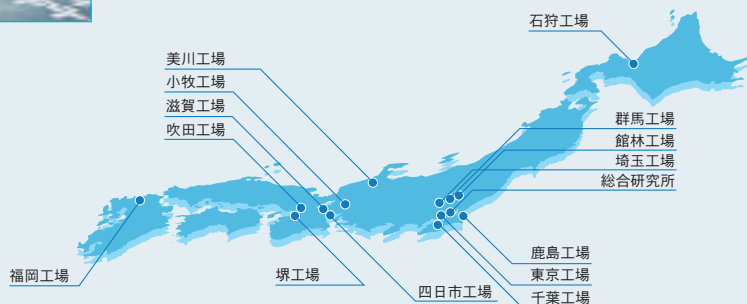 石狩工場
美川工場
小牧工場
滋賀工場
吹田工場
群馬工場
館林工場
埼玉工場
総合研究所
鹿島工場
東京工場
千葉工場
福岡工場
堺工場
四日市工場